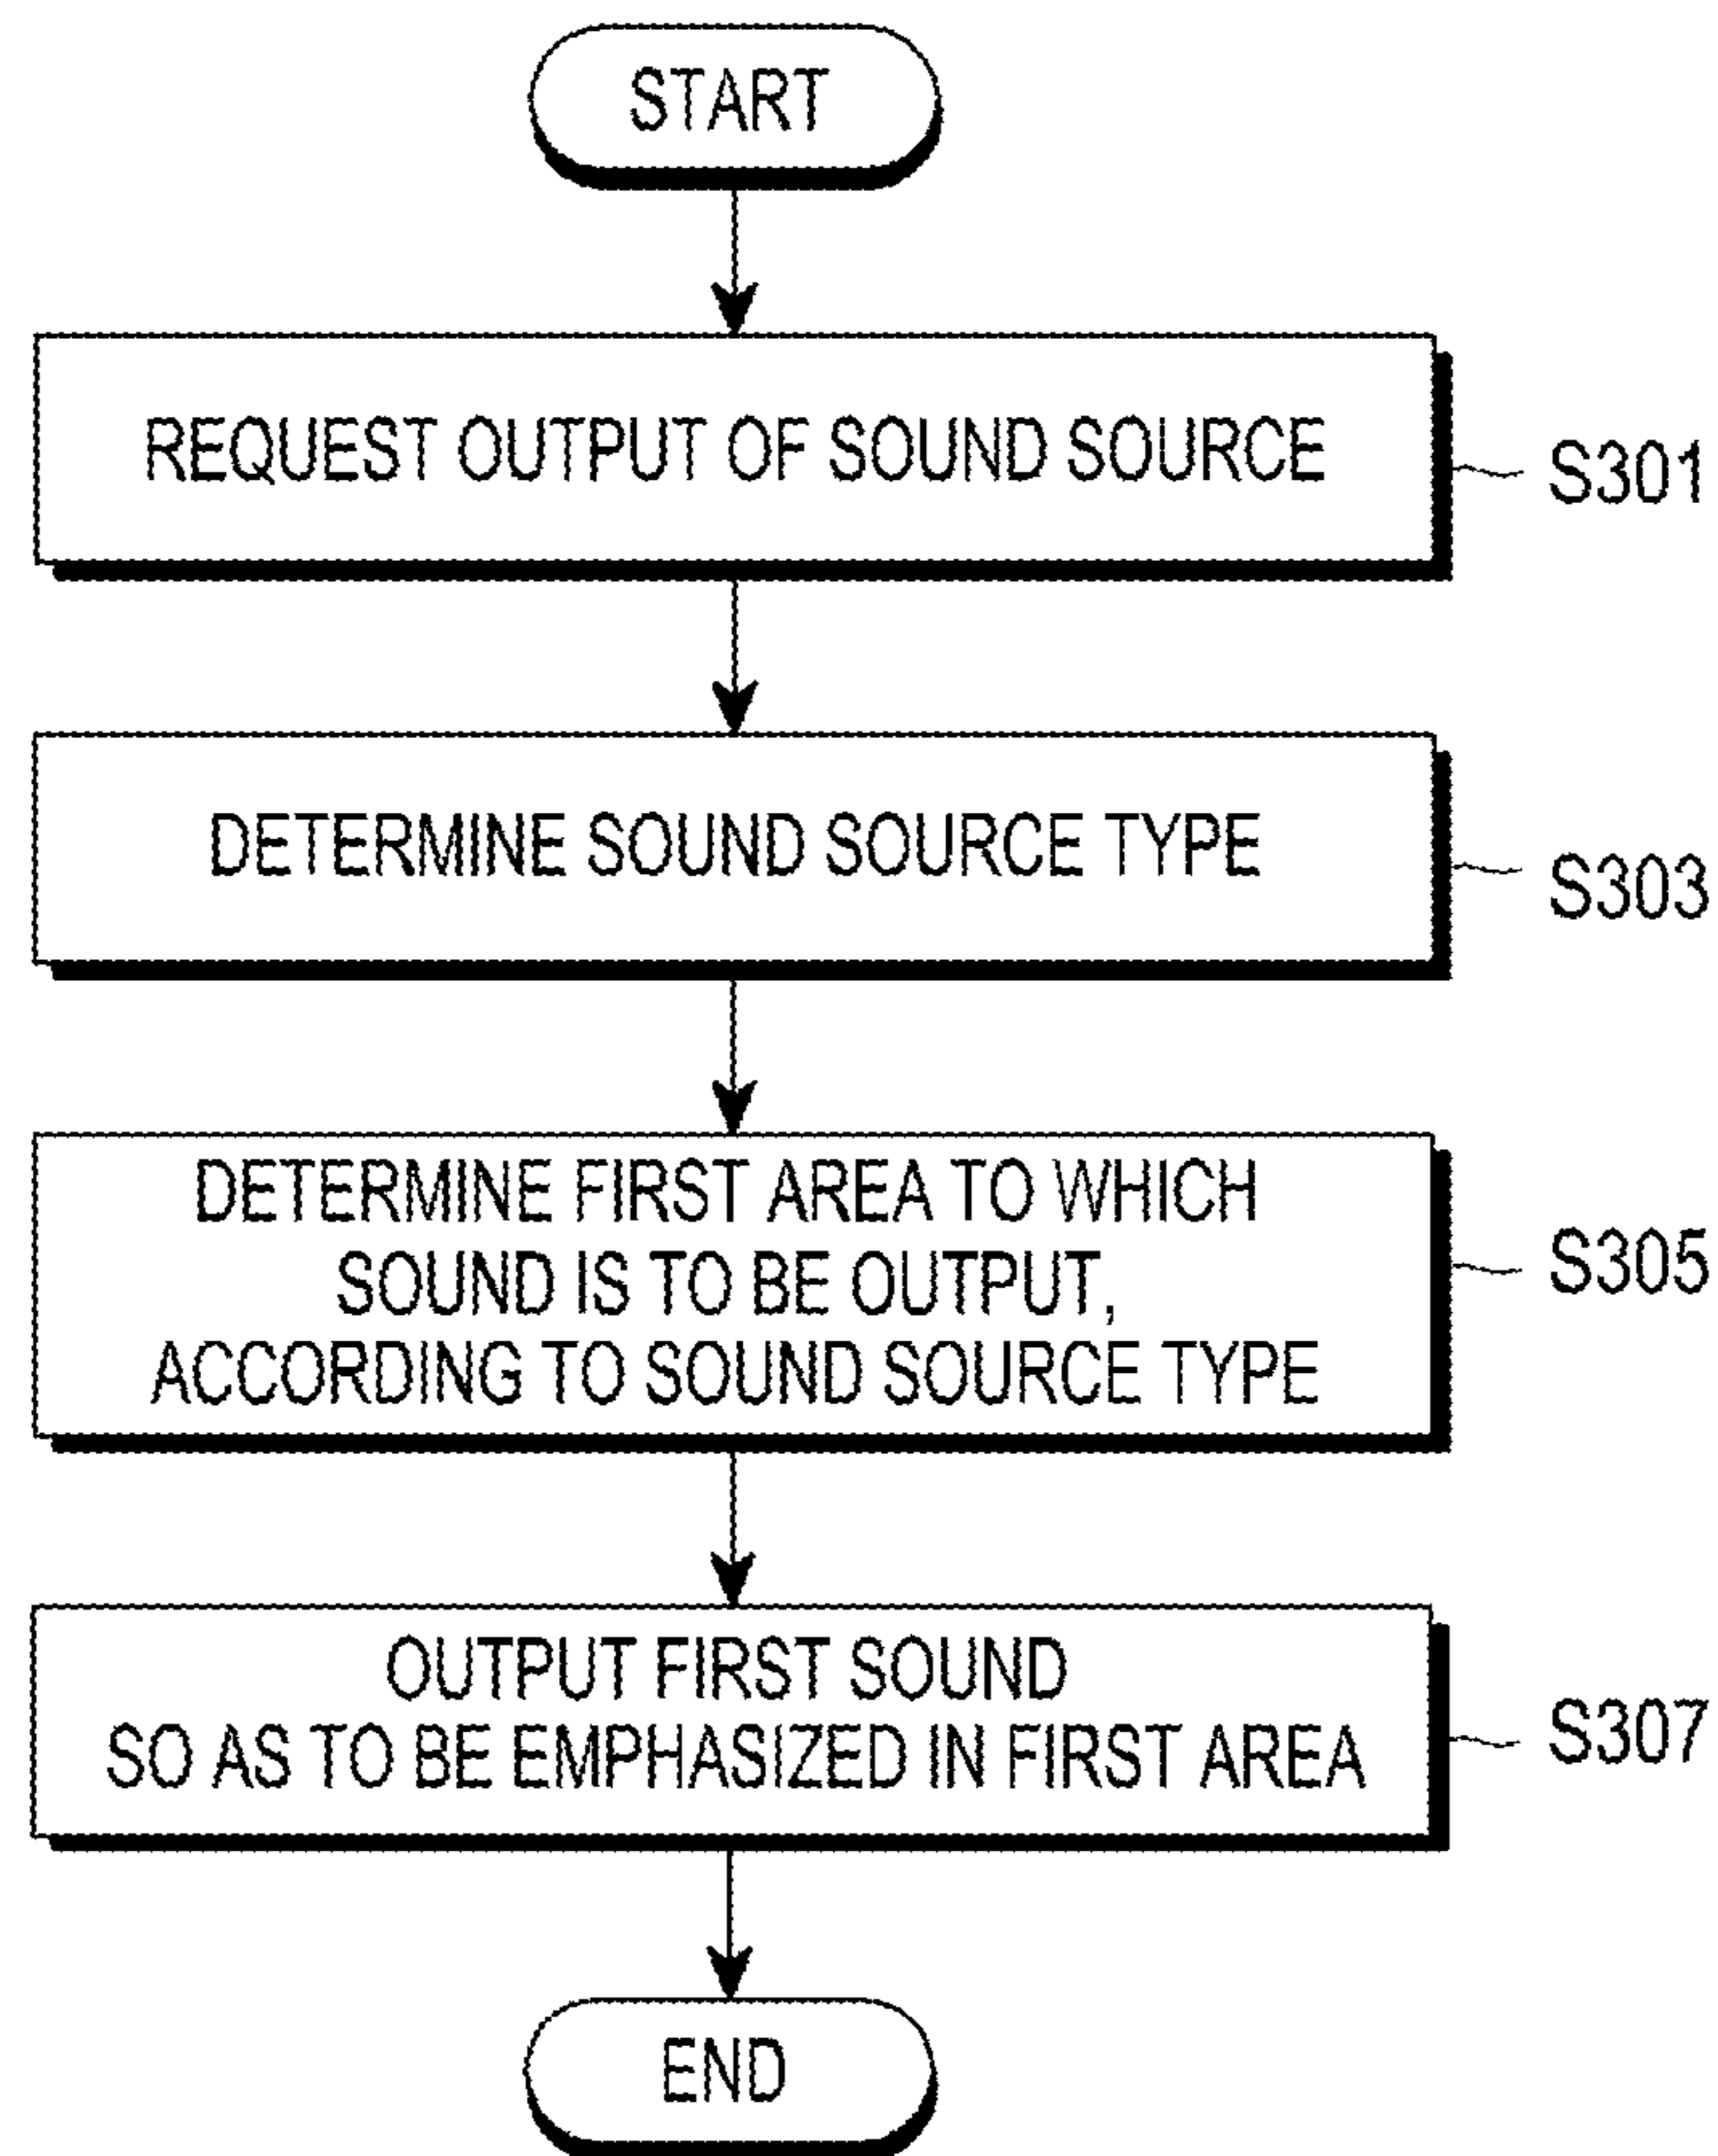 START
REQUEST OUTPUT OF SOUND SOURCE
S301
DETERMINE SOUND SOURCE TYPE
S303
DETERMINE FIRST AREA TO WHICH
SOUND IS TO BE OUTPUT,
ACCORDING TO SOUND SOURCE TYPE
S305
OUTPUT FIRST SOUND
SO AS TO BE EMPHASIZED IN FIRST AREA
S307
END